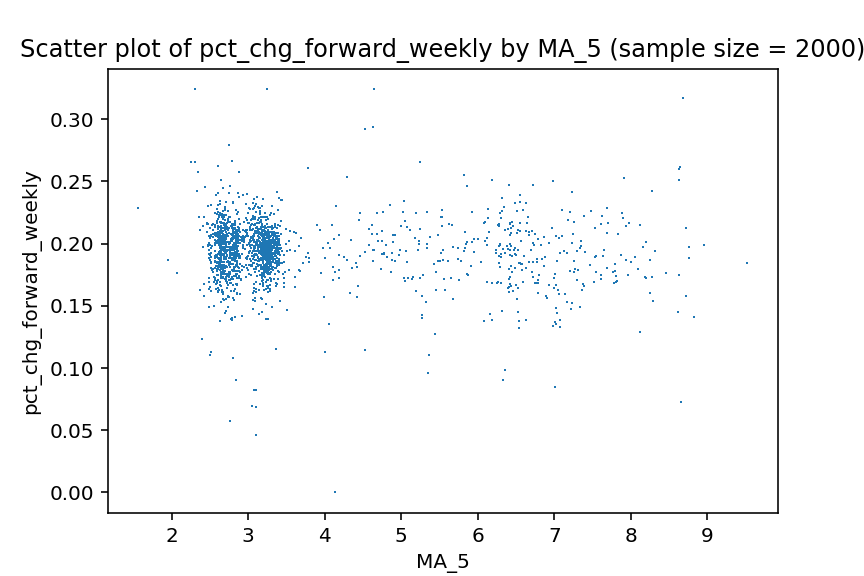 Scatter plot of pct_chg_forward_weekly by MA_5 (sample size = 2000)
pct_chg_forward_weekly
0.30
0.25
0.20
0.15
0.10
0.05
0.00
2 3 4 5 6 7 8 9
MA_5